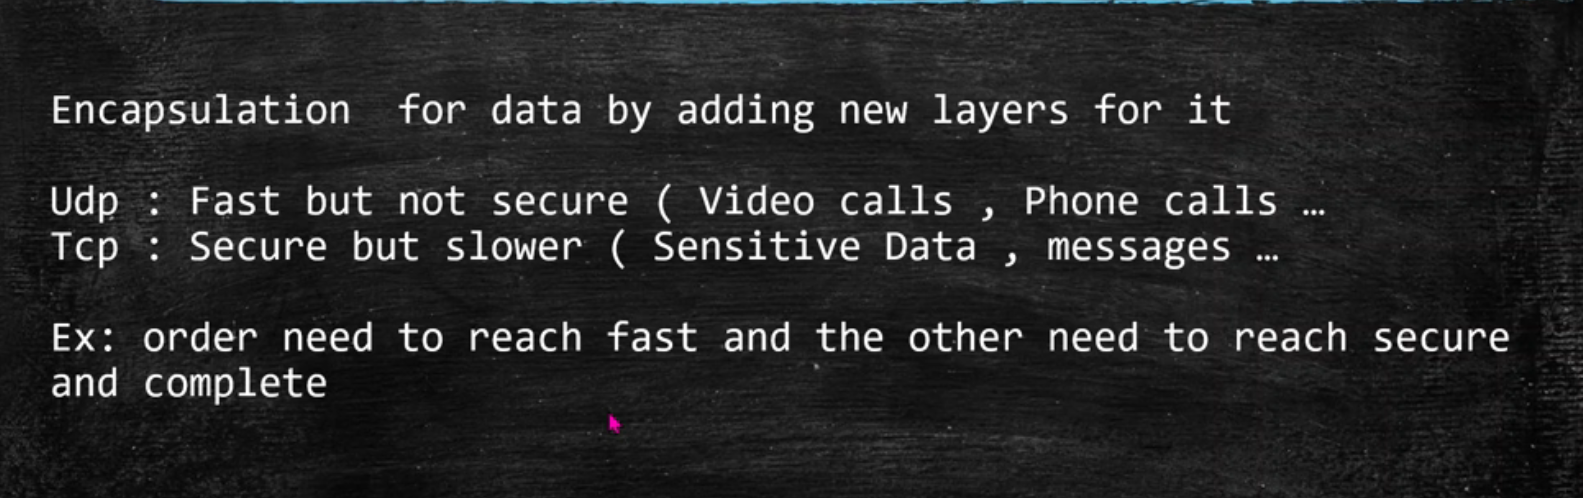 Encapsulation  for data by adding new layers for it
Udp : Fast but not secure ( Video calls , Phone calls …
Tcp : Secure but slower ( Sensitive Data , messages …
Ex: order need to reach fast and the other need to reach secure
and complete